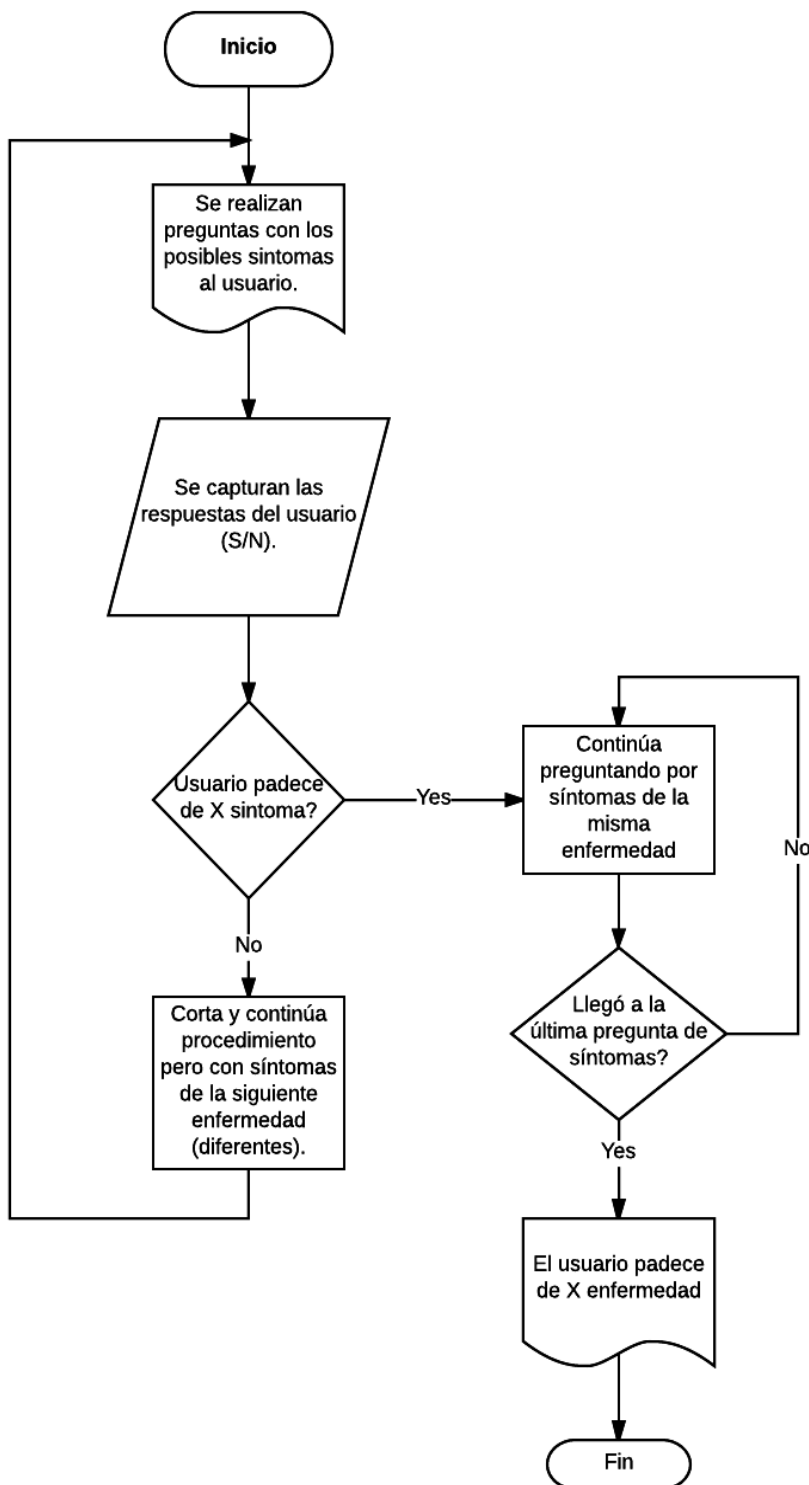 Inicio
Se realizan
preguntas con los
posibles sintomas
al usuario.
Se capturan las
respuestas del usuario
(S/N).
Usuario padece
de X sintoma?
Yes
Continúa
preguntando por
síntomas de la
misma
enfermedad
No
No
Corta y continúa
procedimiento
pero con síntomas
de la siguiente
enfermedad
(diferentes).
Llegó a la
última pregunta de
síntomas?
Yes
El usuario padece
de X enfermedad
Fin